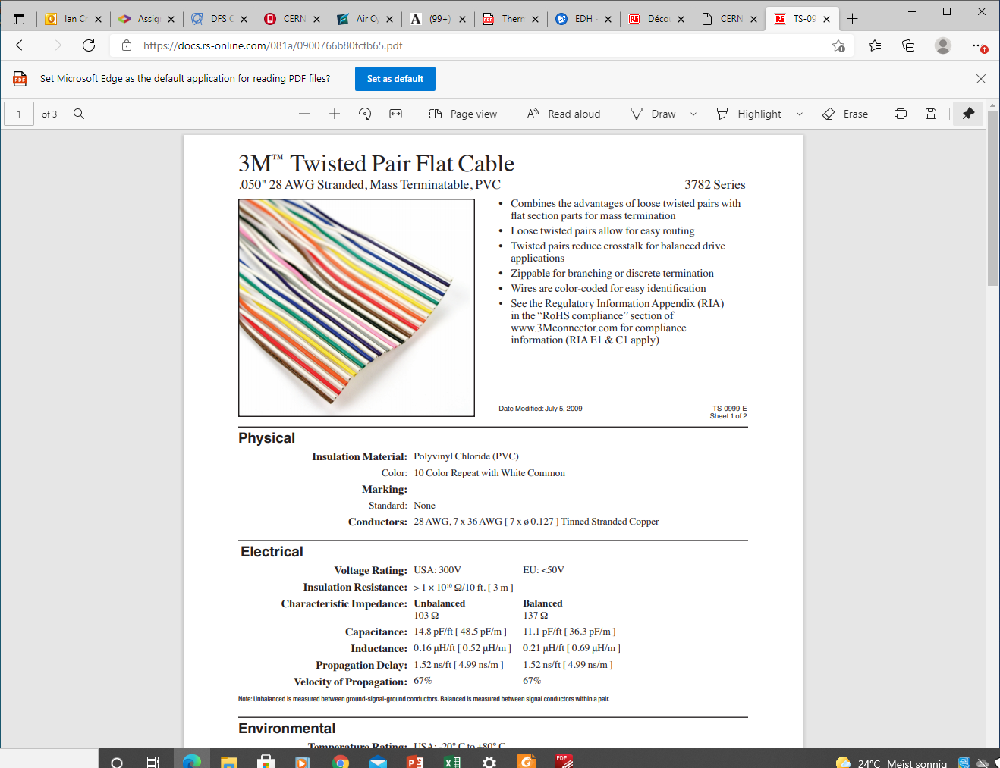 Ian Cr
Assign
DFS C
CERN
Air Cy
(99+)
Therm
EDH -
Décou
CERN
TS-09
https://docs.rs-online.com/081a/0900766b80fcfb65.pdf
Set Microsoft Edge as the default application for reading PDF files?
Set as default
1 of 3
Page view
Read aloud
Draw
Highlight
Erase
3M™ Twisted Pair Flat Cable
.050" 28 AWG Stranded, Mass Terminatable, PVC
3782 Series
• Combines the advantages of loose twisted pairs with
flat section parts for mass termination
• Loose twisted pairs allow for easy routing
• Twisted pairs reduce crosstalk for balanced drive
applications
• Zippable for branching or discrete termination
• Wires are color-coded for easy identification
• See the Regulatory Information Appendix (RIA)
in the “RoHS compliance” section of
www.3Mconnector.com for compliance
information (RIA E1 & C1 apply)
Date Modified: July 5, 2009
TS-0999-E
Sheet 1 of 2
Physical
Insulation Material: Polyvinyl Chloride (PVC)
Color: 10 Color Repeat with White Common
Marking:
Standard: None
Conductors: 28 AWG, 7 x 36 AWG [ 7 x ø 0.127 ] Tinned Stranded Copper
Electrical
Voltage Rating: USA: 300V EU: <50V
Insulation Resistance: > 1 × 10¹⁰ Ω/10 ft. [ 3 m ]
Characteristic Impedance: Unbalanced Balanced
103 Ω 137 Ω
Capacitance: 14.8 pF/ft [ 48.5 pF/m ] 11.1 pF/ft [ 36.3 pF/m ]
Inductance: 0.16 µH/ft [ 0.52 µH/m ] 0.21 µH/ft [ 0.69 µH/m ]
Propagation Delay: 1.52 ns/ft [ 4.99 ns/m ] 1.52 ns/ft [ 4.99 ns/m ]
Velocity of Propagation: 67% 67%
Note: Unbalanced is measured between ground-signal-ground conductors. Balanced is measured between signal conductors within a pair.
Environmental
Temperature Rating: USA: -20° C to +80° C
24°C Meist sonnig